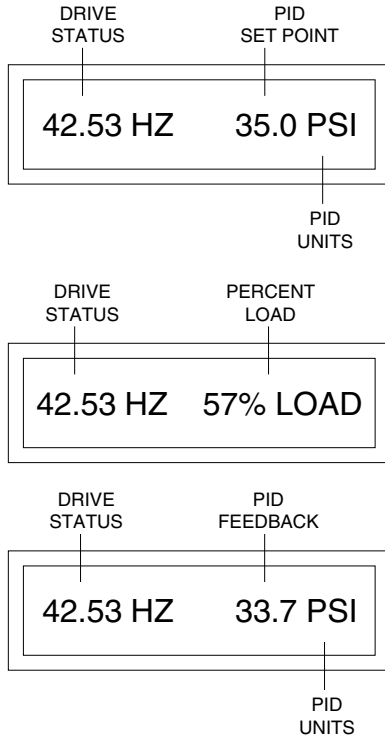 DRIVE STATUS
PID SET POINT
42.53 HZ 35.0 PSI
PID UNITS
DRIVE STATUS
PERCENT LOAD
42.53 HZ 57% LOAD
DRIVE STATUS
PID FEEDBACK
42.53 HZ 33.7 PSI
PID UNITS